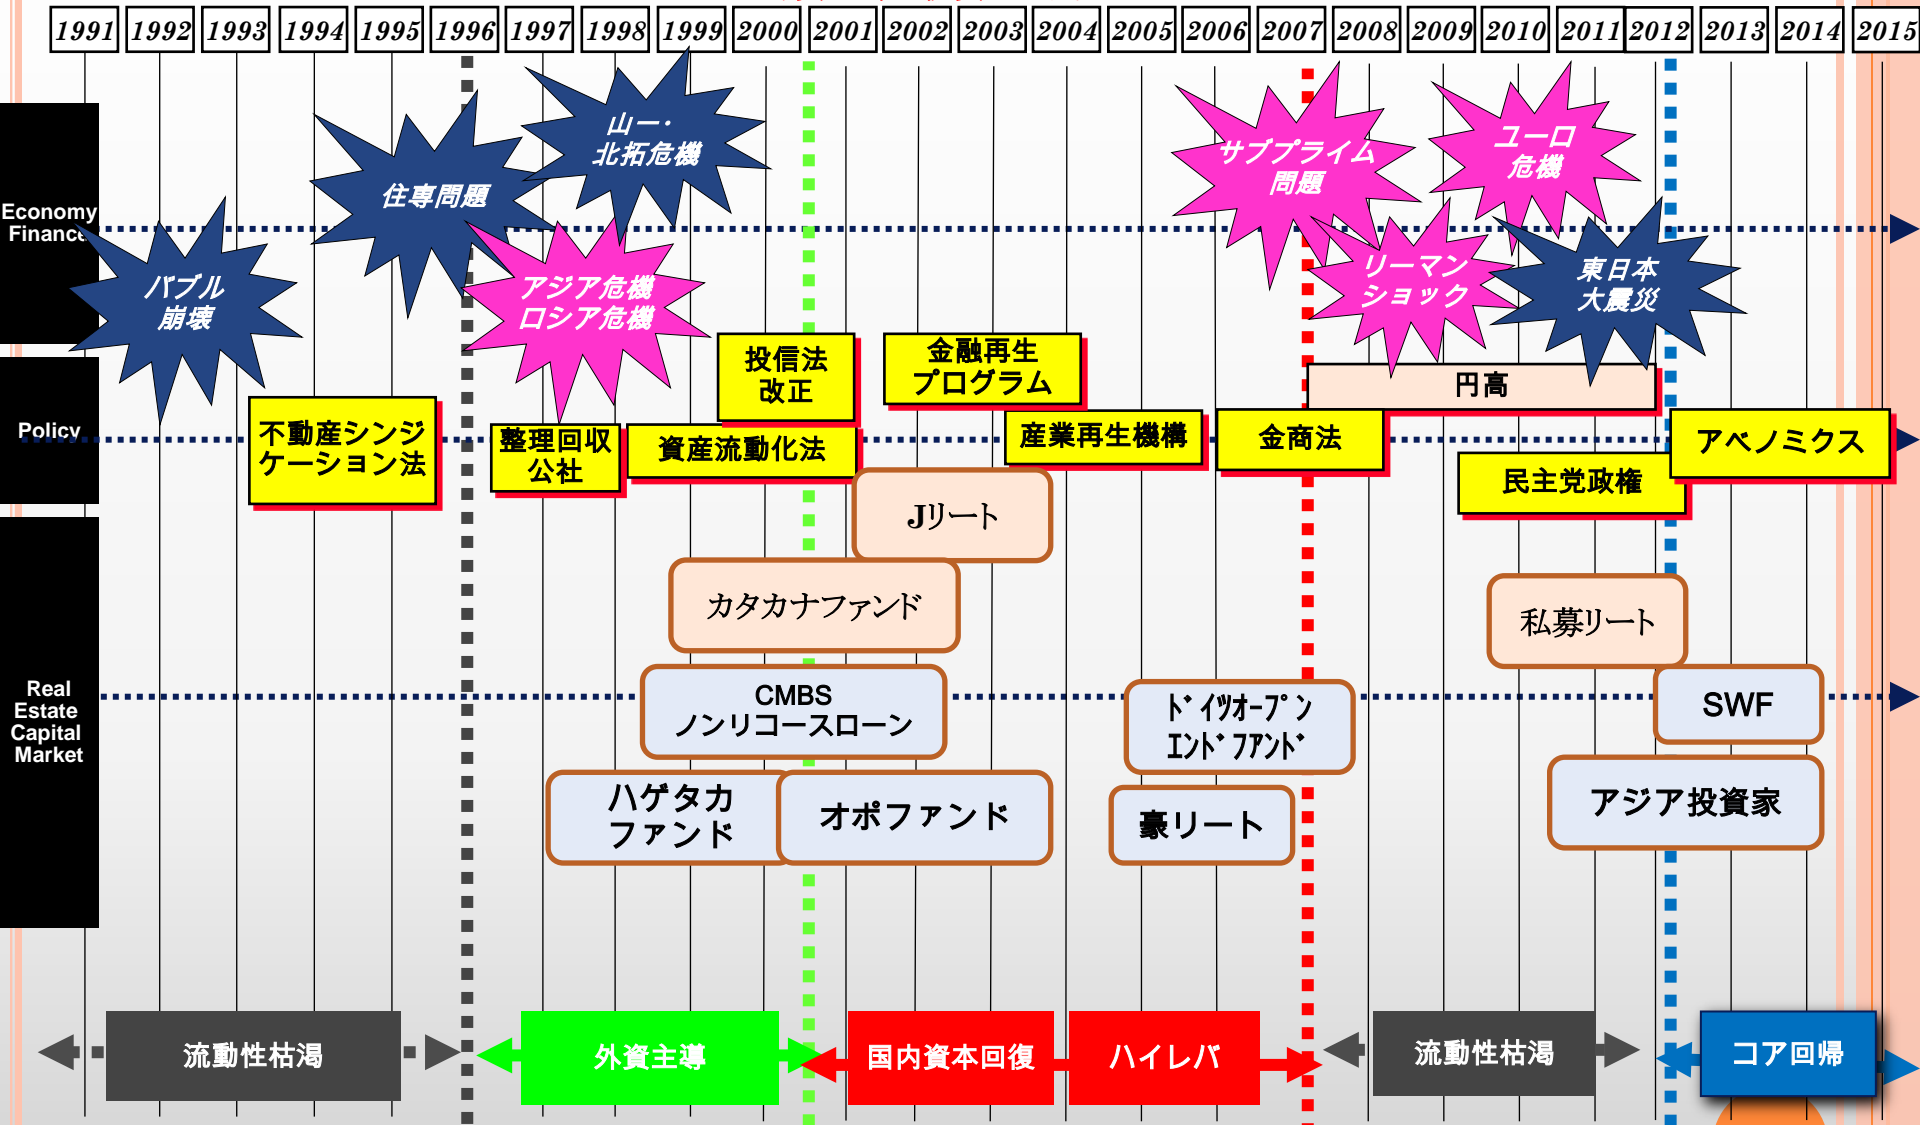 1991 1992 1993 1994 1995 1996 1997 1998 1999 2000 2001 2002 2003 2004 2005 2006 2007 2008 2009 2010 2011 2012 2013 2014 2015
Economy
Finance
バブル
崩壊
住専問題
山一・
北拓危機
アジア危機
ロシア危機
サブプライム
問題
リーマン
ショック
ユーロ
危機
東日本
大震災
Policy
不動産シンジ
ケーション法
整理回収
公社
投信法
改正
資産流動化法
金融再生
プログラム
産業再生機構
金商法
円高
民主党政権
アベノミクス
Real
Estate
Capital
Market
Jリート
カタカナファンド
CMBS
ノンリコースローン
ハゲタカ
ファンド
オポファンド
ﾄﾞｲﾂｵｰﾌﾟﾝ
ｴﾝﾄﾞﾌｱﾝﾄﾞ
豪リート
私募リート
SWF
アジア投資家
流動性枯渇
外資主導
国内資本回復
ハイレバ
流動性枯渇
コア回帰